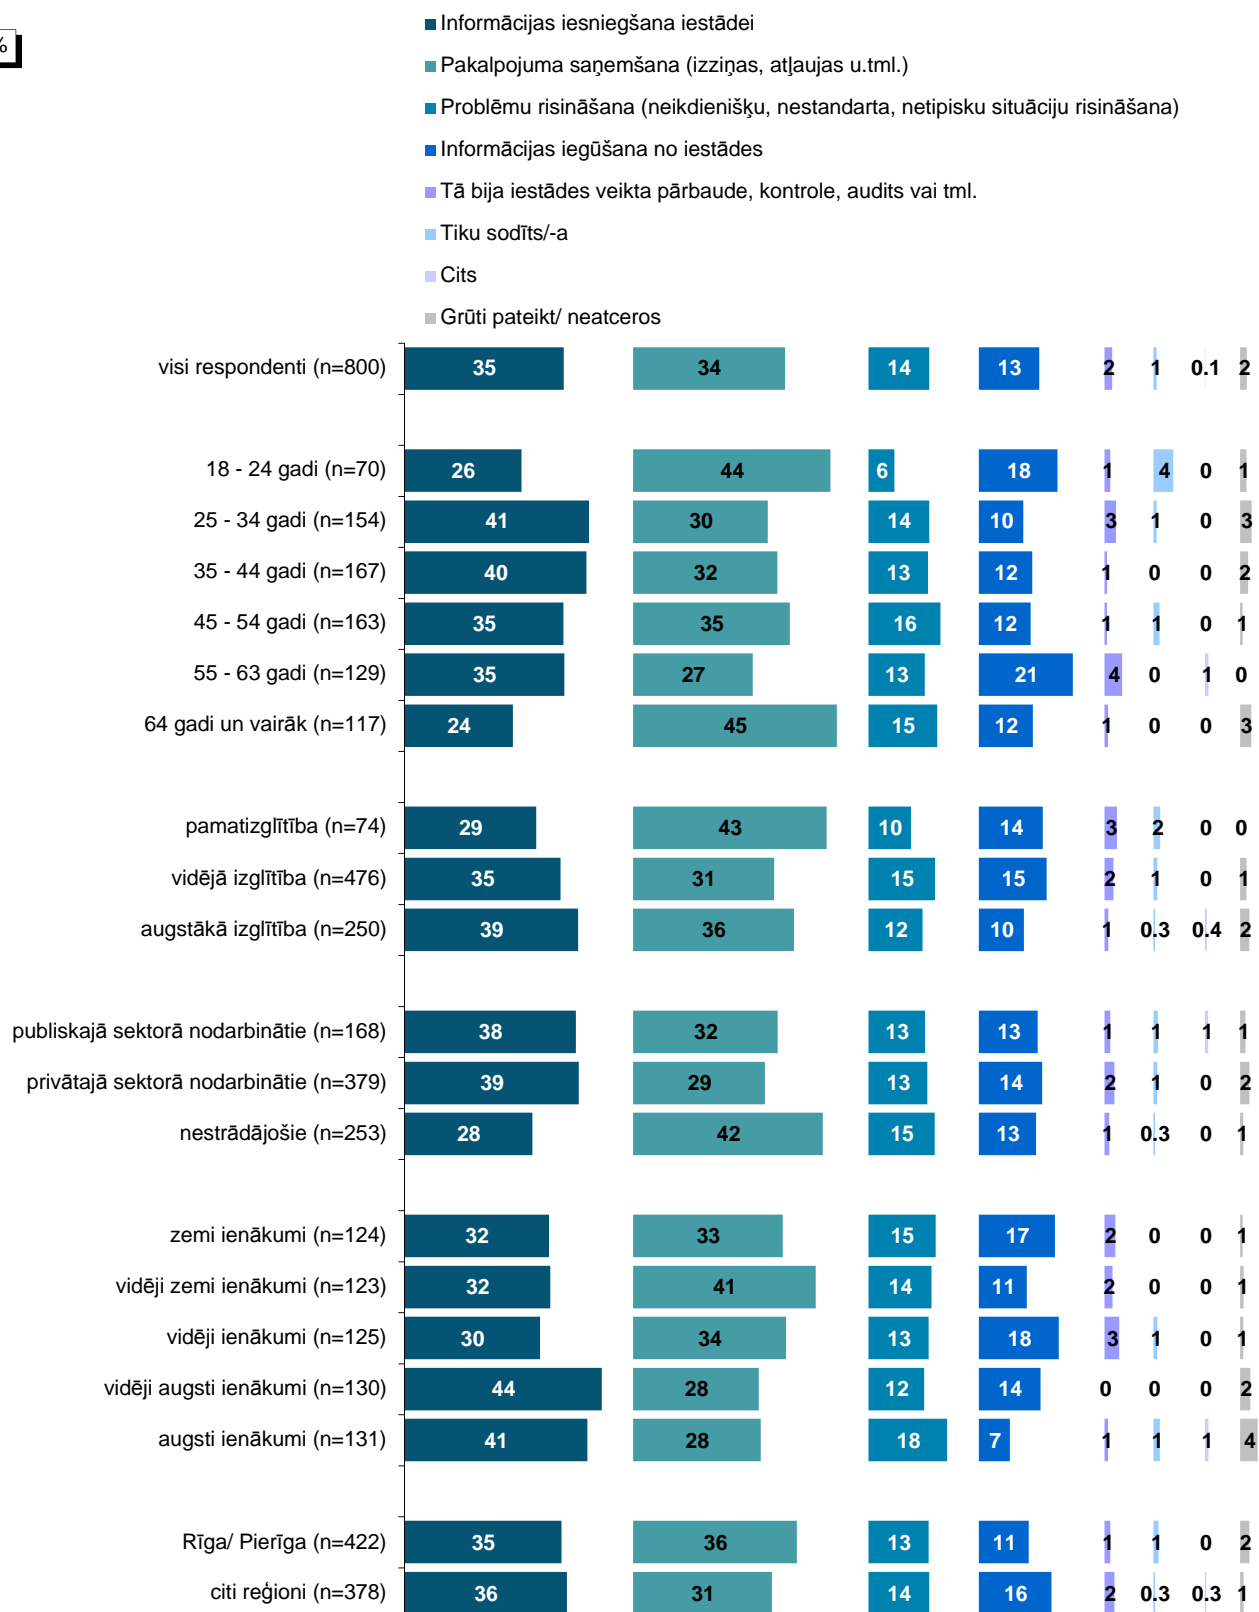 %
Informācijas iesniegšana iestādei
Pakalpojuma saņemšana (izziņas, atļaujas u.tml.)
Problēmu risināšana (neikdienišķu, nestandarta, netipisku situāciju risināšana)
Informācijas iegūšana no iestādes
Tā bija iestādes veikta pārbaude, kontrole, audits vai tml.
Tiku sodīts/-a
Cits
Grūti pateikt/ neatceros
visi respondenti (n=800) 35 34 14 13 2 1 0.1 2
18 - 24 gadi (n=70) 26 44 6 18 1 4 0 1
25 - 34 gadi (n=154) 41 30 14 10 3 1 0 3
35 - 44 gadi (n=167) 40 32 13 12 1 0 0 2
45 - 54 gadi (n=163) 35 35 16 12 1 1 0 1
55 - 63 gadi (n=129) 35 27 13 21 4 0 1 0
64 gadi un vairāk (n=117) 24 45 15 12 1 0 0 3
pamatizglītība (n=74) 29 43 10 14 3 2 0 0
vidējā izglītība (n=476) 35 31 15 15 2 1 0 1
augstākā izglītība (n=250) 39 36 12 10 1 0.3 0.4 2
publiskajā sektorā nodarbinātie (n=168) 38 32 13 13 1 1 1 1
privātajā sektorā nodarbinātie (n=379) 39 29 13 14 2 1 0 2
nestrādājošie (n=253) 28 42 15 13 1 0.3 0 1
zemi ienākumi (n=124) 32 33 15 17 2 0 0 1
vidēji zemi ienākumi (n=123) 32 41 14 11 2 0 0 1
vidēji ienākumi (n=125) 30 34 13 18 3 1 0 1
vidēji augsti ienākumi (n=130) 44 28 12 14 0 0 0 2
augsti ienākumi (n=131) 41 28 18 7 1 1 1 4
Rīga/ Pierīga (n=422) 35 36 13 11 1 1 0 2
citi reģioni (n=378) 36 31 14 16 2 0.3 0.3 1